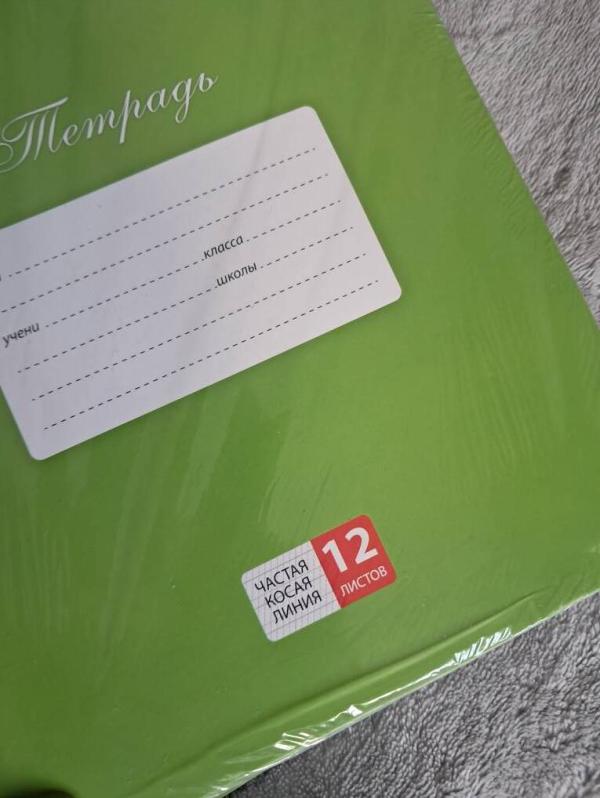 Тетрадь
класса
учени
школы
ЧАСТАЯ
КОСАЯ
ЛИНИЯ
12
ЛИСТОВ